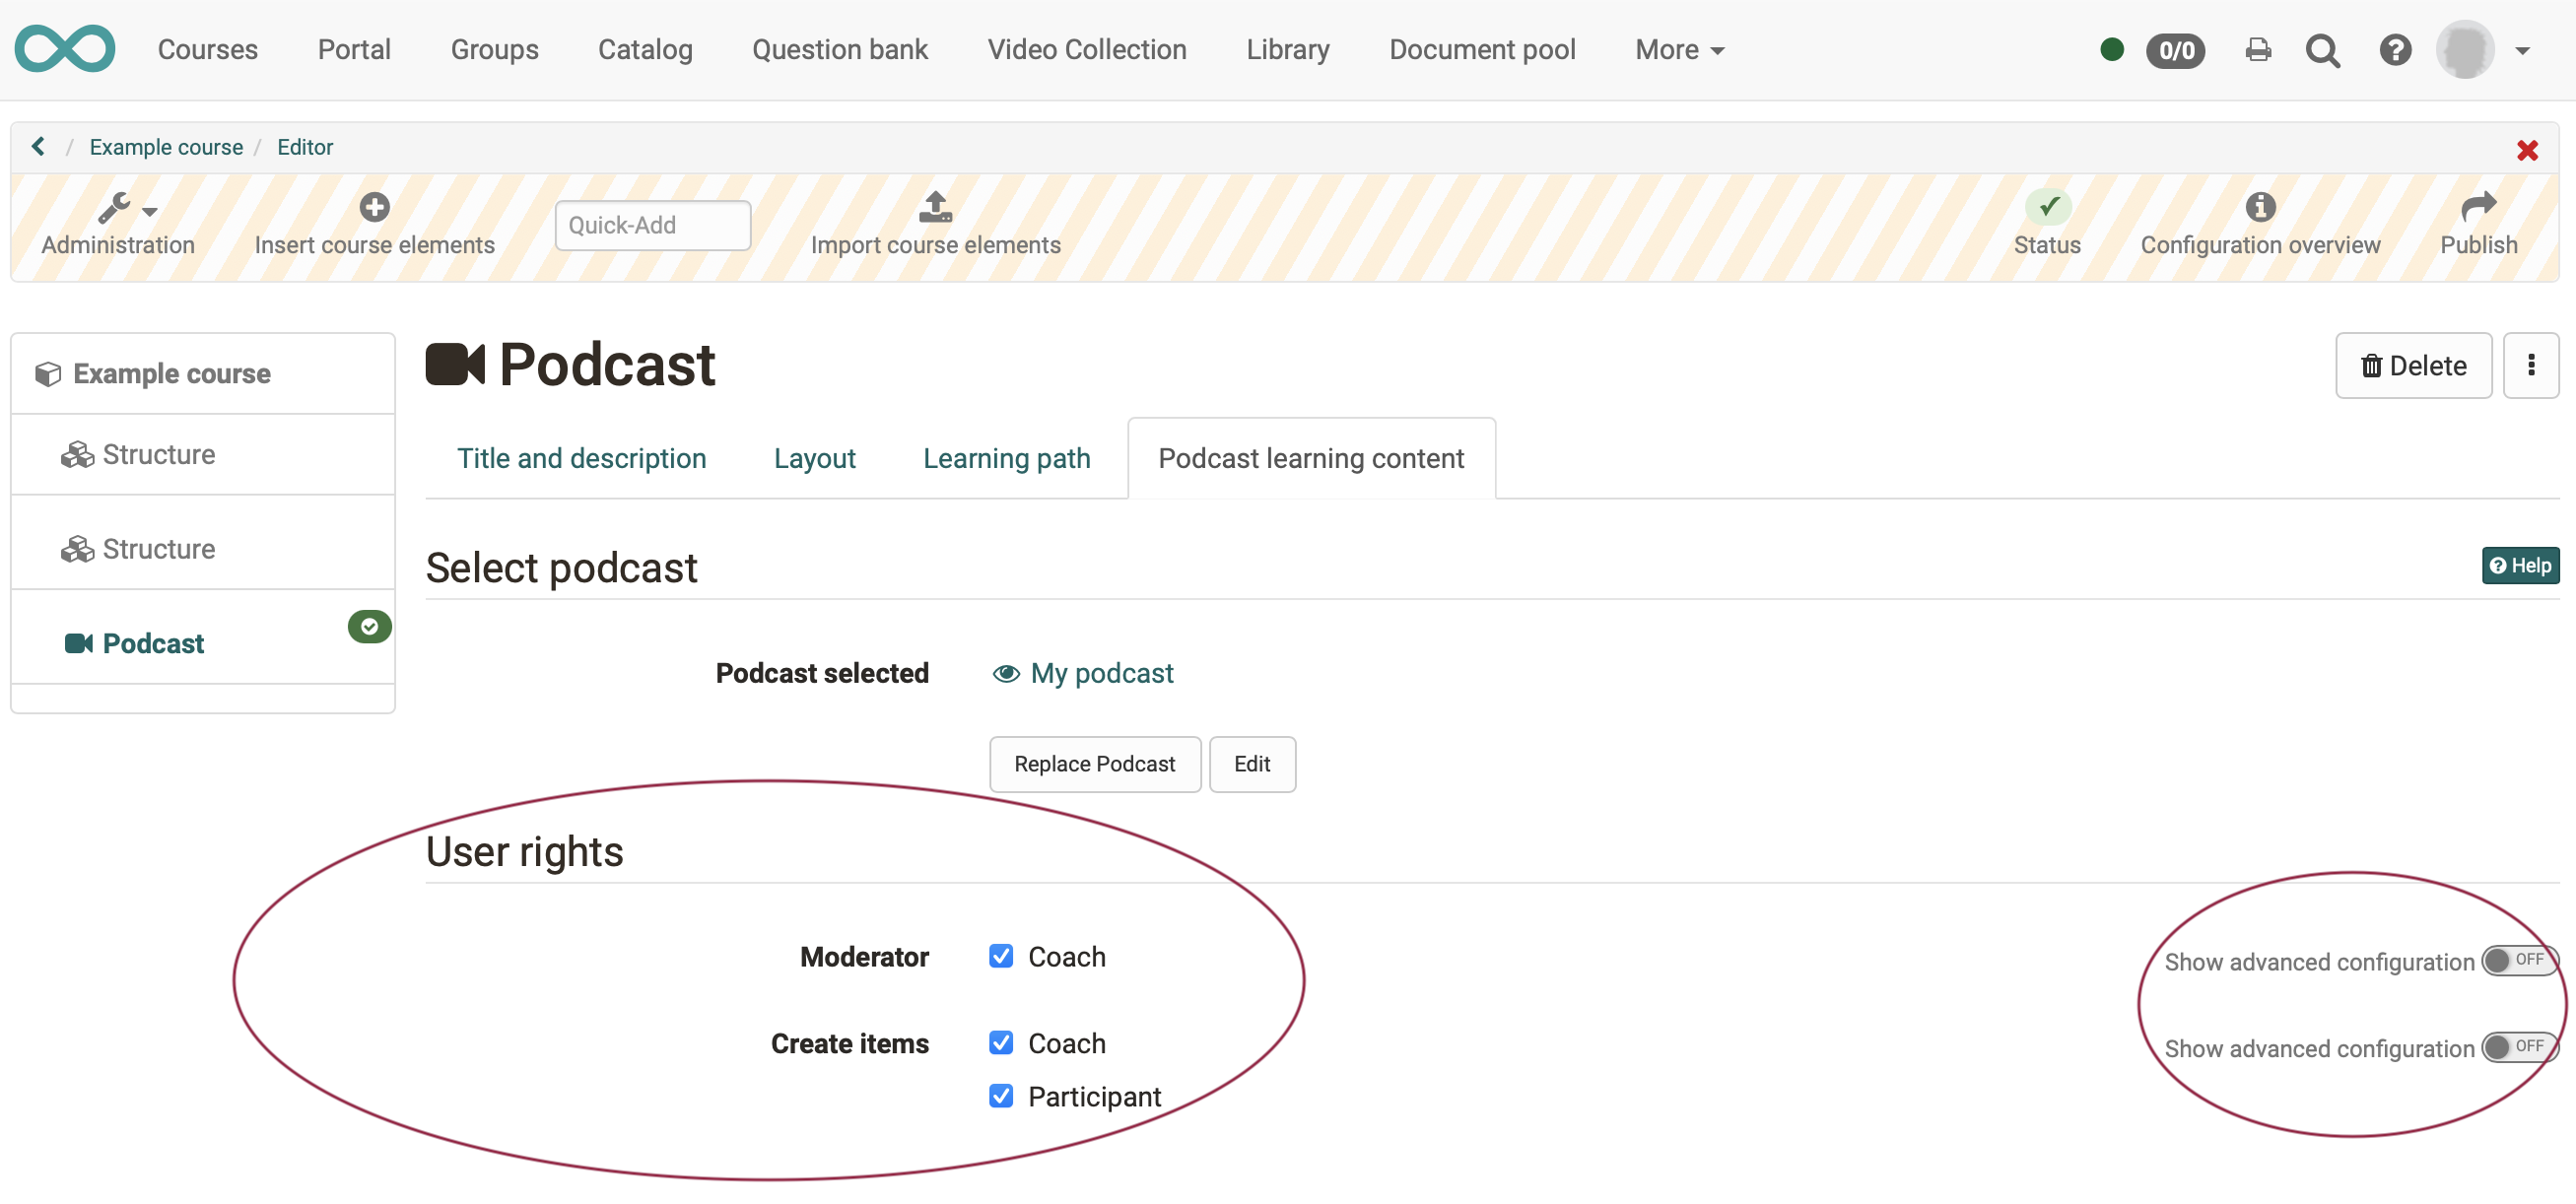 Courses Portal Groups Catalog Question bank Video Collection Library Document pool More 0/0
/ Example course / Editor
Administration Insert course elements Quick-Add Import course elements Status Configuration overview Publish
Example course
Structure
Structure
Podcast
Podcast
Delete
Title and description Layout Learning path Podcast learning content
Select podcast
Help
Podcast selected My podcast
Replace Podcast Edit
User rights
Moderator Coach Show advanced configuration OFF
Create items Coach Show advanced configuration OFF
Participant